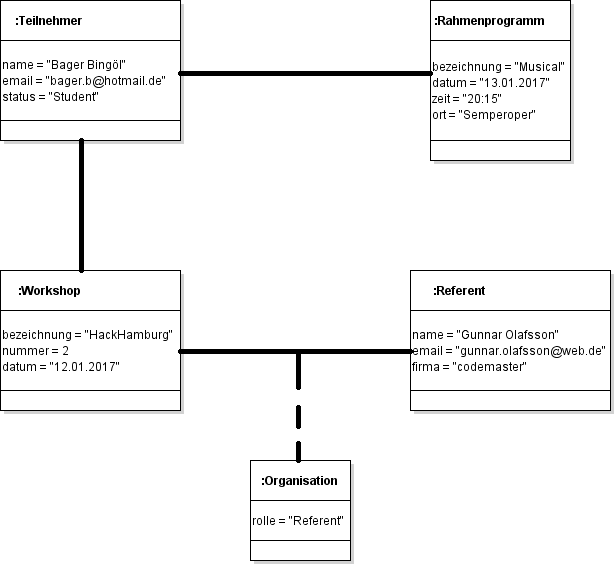 :Teilnehmer
name = "Bager Bingöl"
email = "bager.b@hotmail.de"
status = "Student"
:Rahmenprogramm
bezeichnung = "Musical"
datum = "13.01.2017"
zeit = "20:15"
ort = "Semperoper"
:Workshop
bezeichnung = "HackHamburg"
nummer = 2
datum = "12.01.2017"
:Referent
name = "Gunnar Olafsson"
email = "gunnar.olafsson@web.de"
firma = "codemaster"
:Organisation
rolle = "Referent"